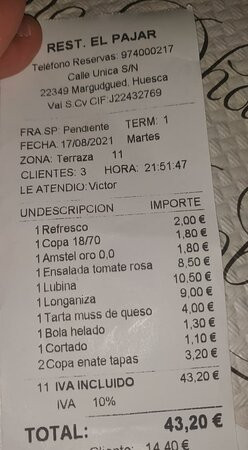 REST. EL PAJAR
Teléfono Reservas: 974000217
Calle Unica S/N
22349 Margudgued, Huesca
Val S.Cv CIF J22432769
FRA SP: Pendiente TERM: 1
FECHA: 17/08/2021 Martes
ZONA: Terraza 11
CLIENTES: 3 HORA: 21:51:47
LE ATENDIO: Victor
UNDESCRIPCION IMPORTE
1 Refresco 2,00 €
1 Copa 18/70 1,80 €
1 Amstel oro 0,0 1,80 €
1 Ensalada tomate rosa 8,50 €
1 Lubina 10,50 €
1 Longaniza 9,00 €
1 Tarta muss de queso 4,00 €
1 Bola helado 1,30 €
1 Cortado 1,10 €
2 Copa enate tapas 3,20 €
11 IVA INCLUIDO 43,20 €
IVA 10%
TOTAL: 43,20 €
Cliente: 14,40 €